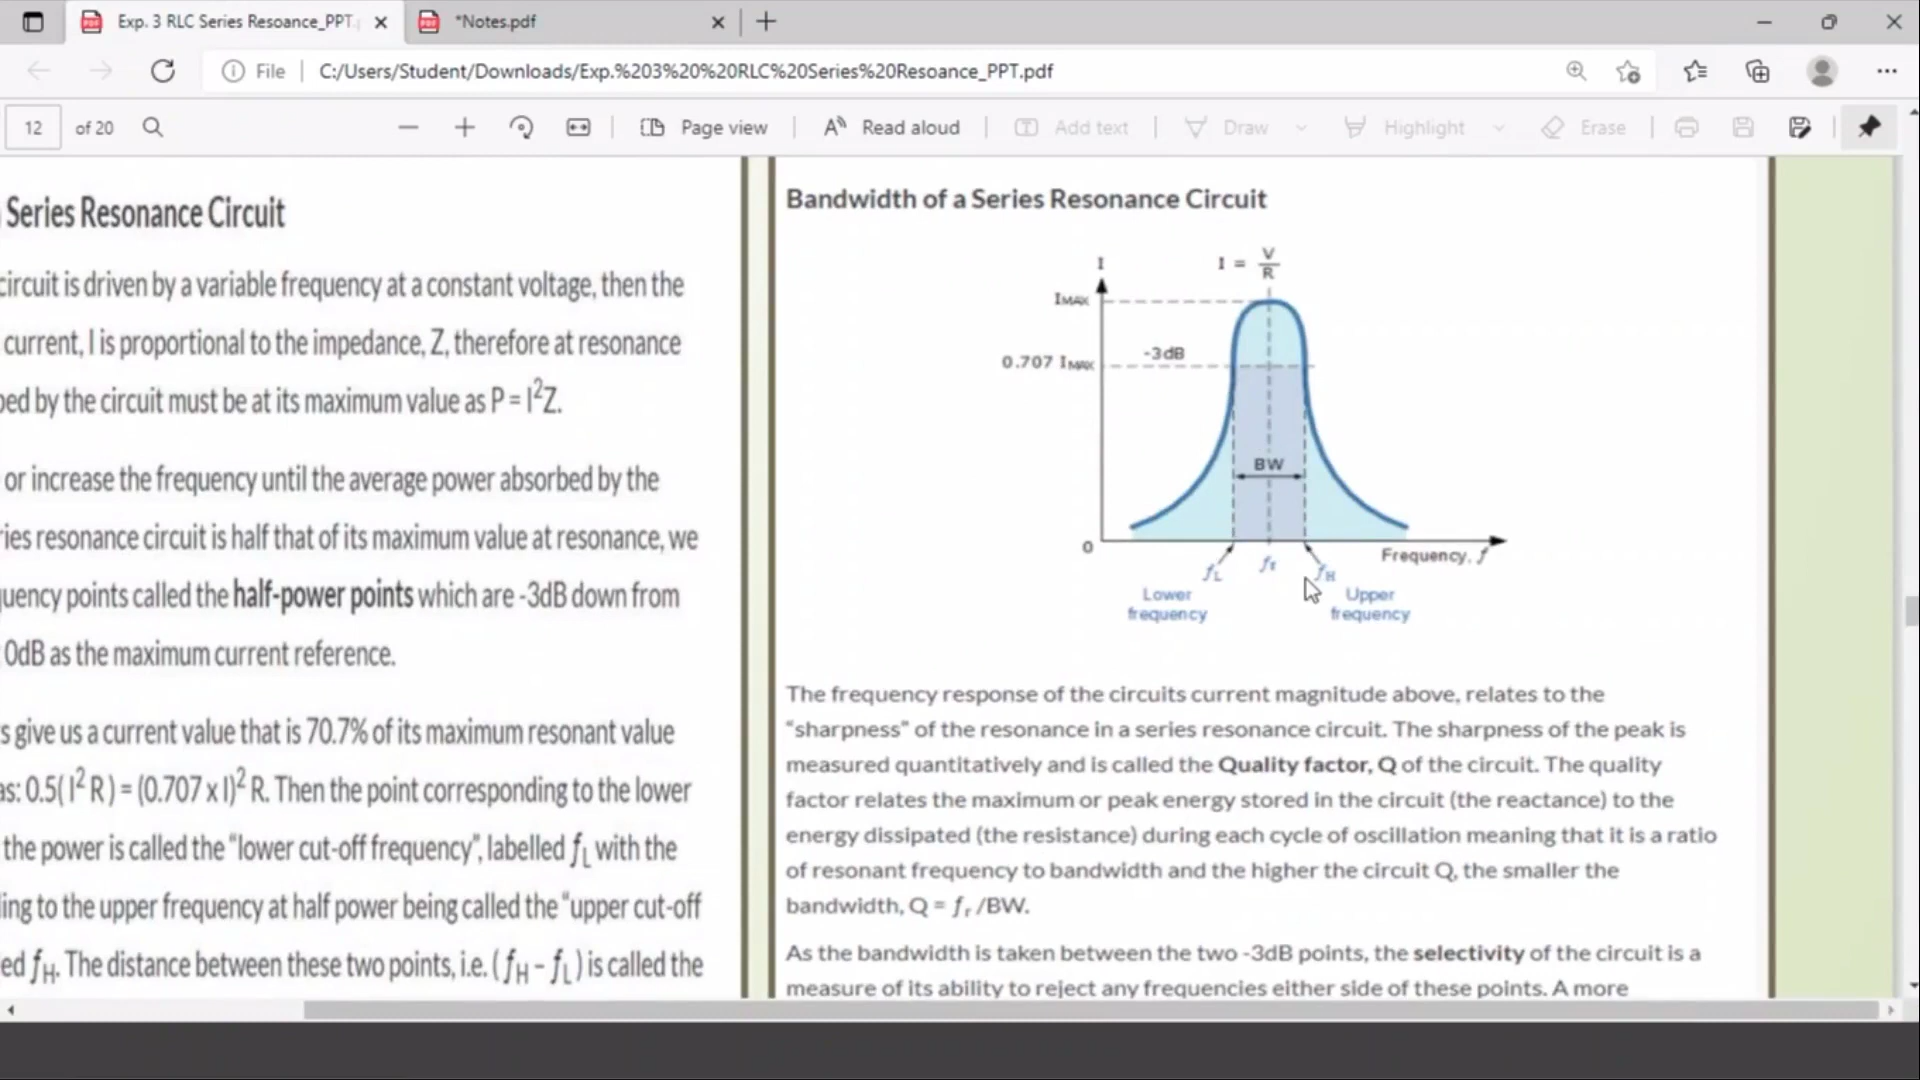 Exp. 3 RLC Series Resoance_PPT.
*Notes.pdf
File
C:/Users/Student/Downloads/Exp.%203%20%20RLC%20Series%20Resoance_PPT.pdf
12 of 20
Page view
Read aloud
Add text
Draw
Highlight
Erase
Series Resonance Circuit
circuit is driven by a variable frequency at a constant voltage, then the
current, I is proportional to the impedance, Z, therefore at resonance
bed by the circuit must be at its maximum value as P = I²Z.
or increase the frequency until the average power absorbed by the
ries resonance circuit is half that of its maximum value at resonance, we
quency points called the half-power points which are -3dB down from
0dB as the maximum current reference.
s give us a current value that is 70.7% of its maximum resonant value
as: 0.5( I² R ) = (0.707 x I)² R. Then the point corresponding to the lower
the power is called the “lower cut-off frequency”, labelled ƒL with the
ling to the upper frequency at half power being called the “upper cut-off
ed ƒH. The distance between these two points, i.e. ( ƒH – ƒL ) is called the
Bandwidth of a Series Resonance Circuit
I
I = V/R
IMAX
-3dB
0.707 IMAX
BW
0
ƒL
ƒr
ƒH
Frequency, ƒ
Lower
frequency
Upper
frequency
The frequency response of the circuits current magnitude above, relates to the
“sharpness” of the resonance in a series resonance circuit. The sharpness of the peak is
measured quantitatively and is called the Quality factor, Q of the circuit. The quality
factor relates the maximum or peak energy stored in the circuit (the reactance) to the
energy dissipated (the resistance) during each cycle of oscillation meaning that it is a ratio
of resonant frequency to bandwidth and the higher the circuit Q, the smaller the
bandwidth, Q = ƒr /BW.
As the bandwidth is taken between the two -3dB points, the selectivity of the circuit is a
measure of its ability to reject any frequencies either side of these points. A more